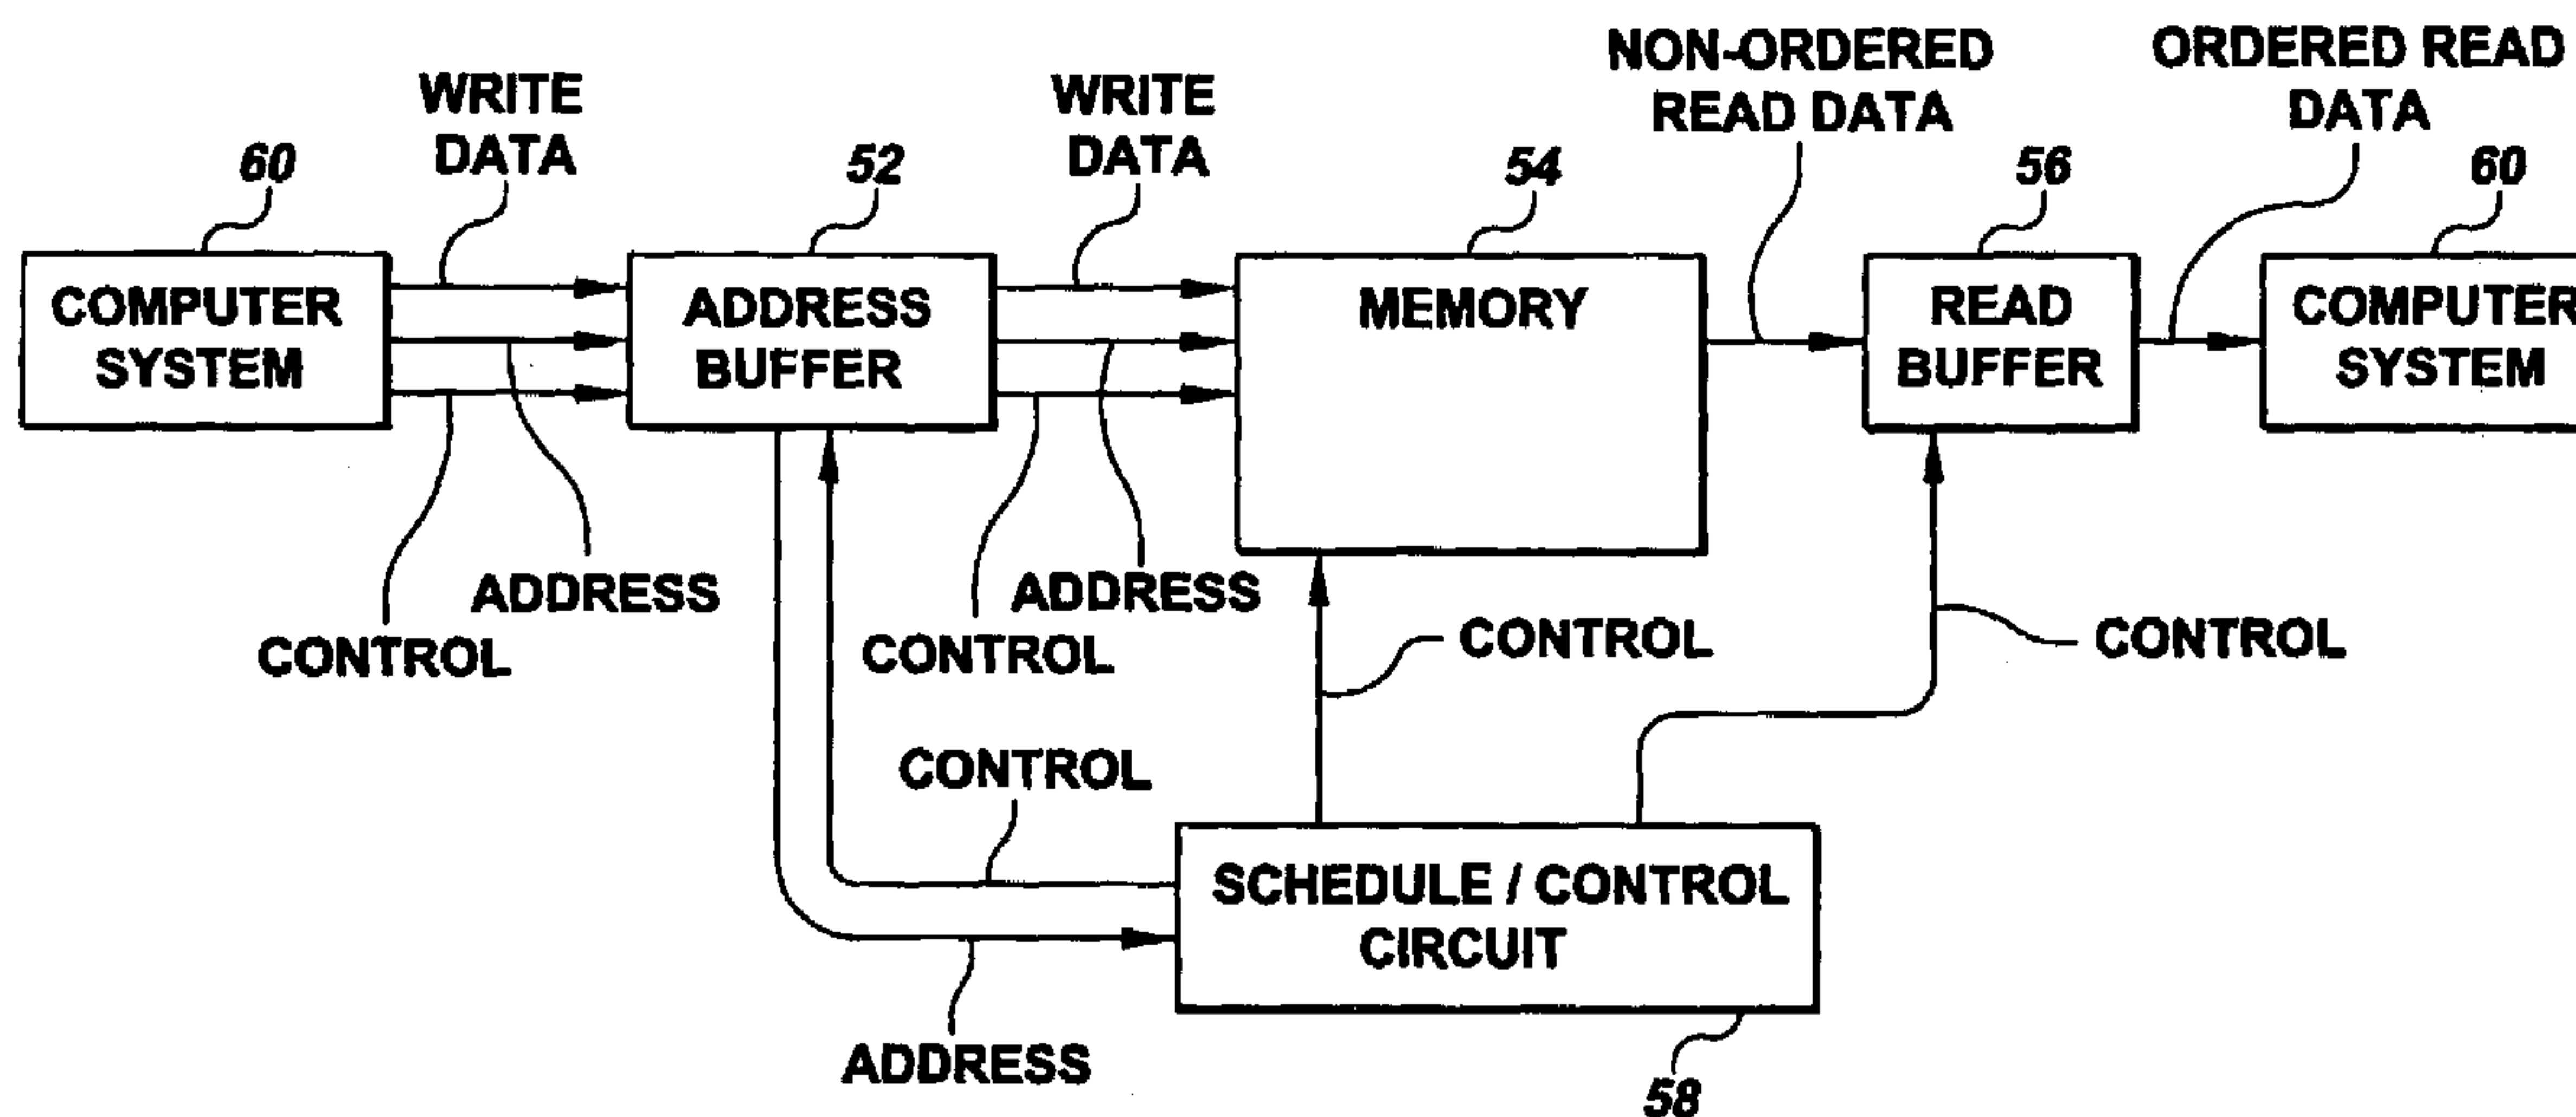 WRITE
DATA
WRITE
DATA
NON-ORDERED
READ DATA
ORDERED READ
DATA
60
52
54
56
60
COMPUTER
SYSTEM
ADDRESS
BUFFER
MEMORY
READ
BUFFER
COMPUTER
SYSTEM
ADDRESS
CONTROL
ADDRESS
CONTROL
CONTROL
CONTROL
CONTROL
SCHEDULE / CONTROL
CIRCUIT
ADDRESS
58